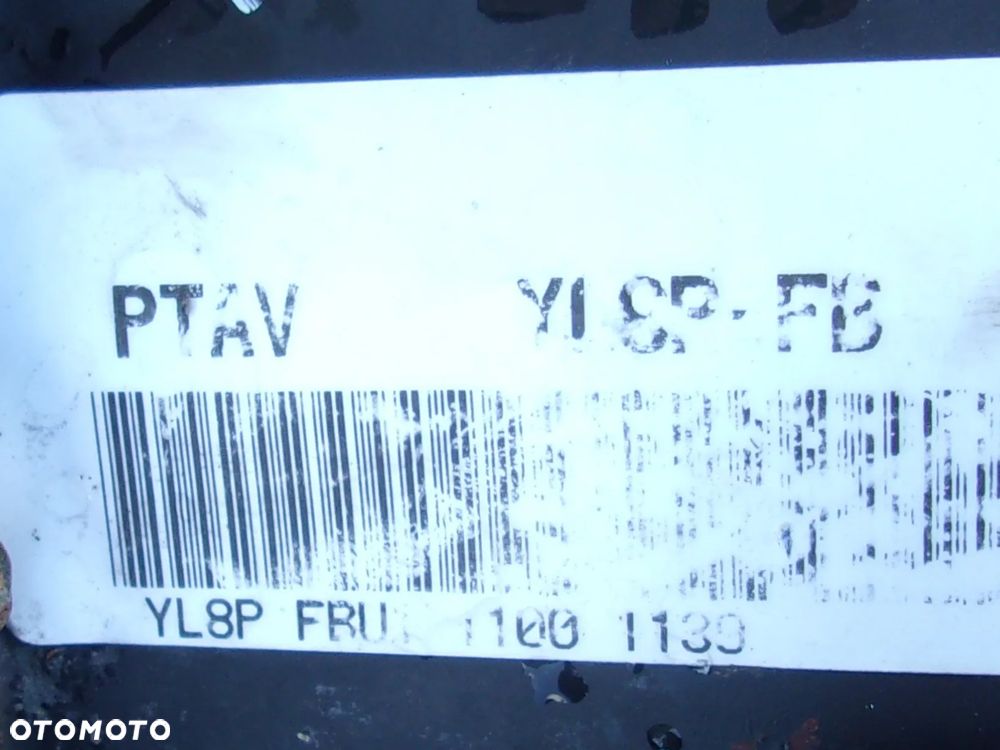 PTAV YL8P-FB
YL8P 1100 1139
OTOMOTO